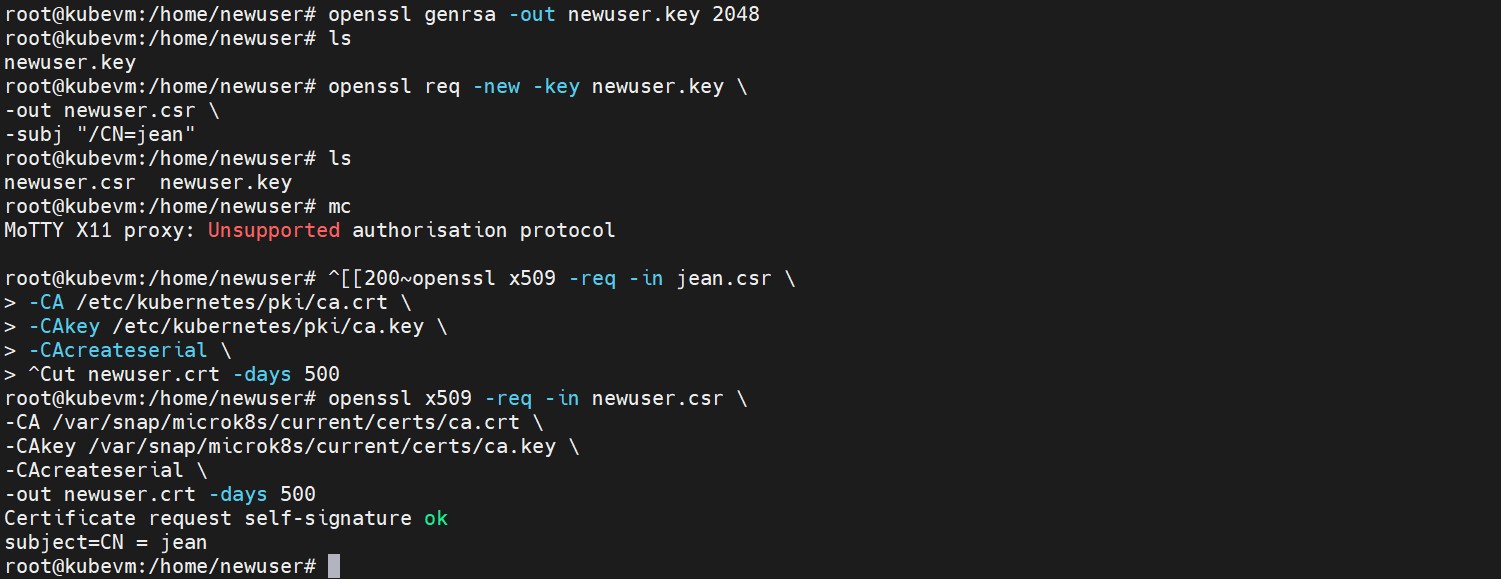 root@kubevm:/home/newuser# openssl genrsa -out newuser.key 2048
root@kubevm:/home/newuser# ls
newuser.key
root@kubevm:/home/newuser# openssl req -new -key newuser.key \
-out newuser.csr \
-subj "/CN=jean"
root@kubevm:/home/newuser# ls
newuser.csr  newuser.key
root@kubevm:/home/newuser# mc
MoTTY X11 proxy: Unsupported authorisation protocol
root@kubevm:/home/newuser# ^[[200~openssl x509 -req -in jean.csr \
> -CA /etc/kubernetes/pki/ca.crt \
> -CAkey /etc/kubernetes/pki/ca.key \
> -CAcreateserial \
> ^Cut newuser.crt -days 500
root@kubevm:/home/newuser# openssl x509 -req -in newuser.csr \
-CA /var/snap/microk8s/current/certs/ca.crt \
-CAkey /var/snap/microk8s/current/certs/ca.key \
-CAcreateserial \
-out newuser.crt -days 500
Certificate request self-signature ok
subject=CN = jean
root@kubevm:/home/newuser#